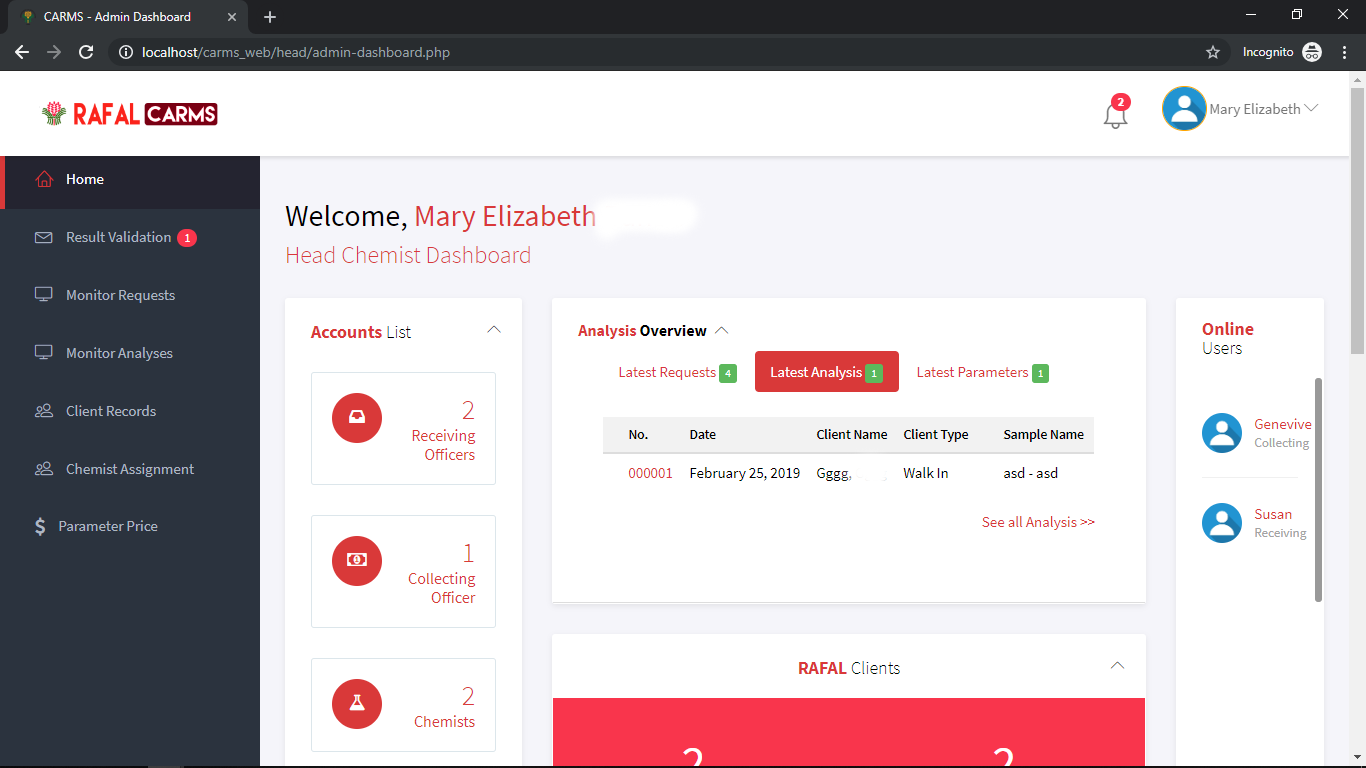 CARMS - Admin Dashboard
localhost/carms_web/head/admin-dashboard.php
Incognito
RAFAL CARMS
2
Mary Elizabeth
Home
Result Validation 1
Monitor Requests
Monitor Analyses
Client Records
Chemist Assignment
$ Parameter Price
Welcome, Mary Elizabeth
Head Chemist Dashboard
Accounts List
2
Receiving
Officers
1
Collecting
Officer
2
Chemists
Analysis Overview
Latest Requests 4 Latest Analysis 1 Latest Parameters 1
No. Date Client Name Client Type Sample Name
000001 February 25, 2019 Gggg, Walk In asd - asd
See all Analysis >>
RAFAL Clients
2 2
Online
Users
Genevive
Collecting
Susan
Receiving